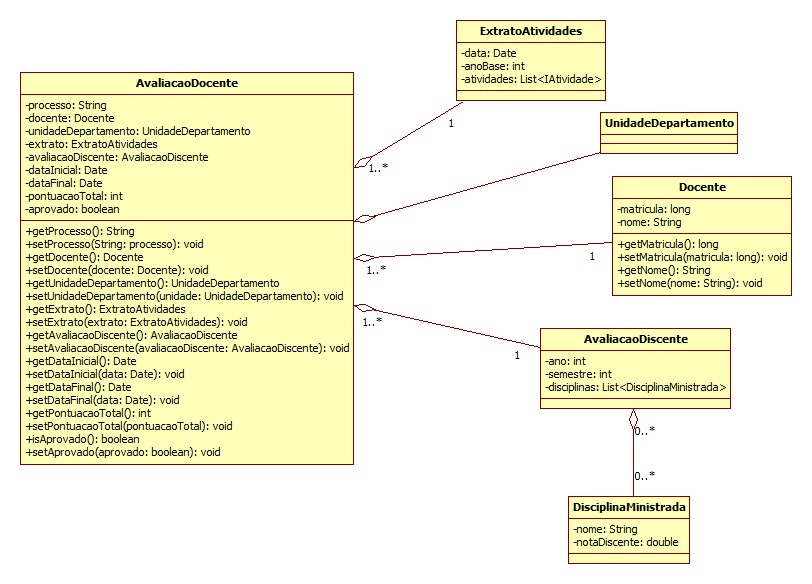 AvaliacaoDocente
-processo: String
-docente: Docente
-unidadeDepartamento: UnidadeDepartamento
-extrato: ExtratoAtividades
-avaliacaoDiscente: AvaliacaoDiscente
-dataInicial: Date
-dataFinal: Date
-pontuacaoTotal: int
-aprovado: boolean
+getProcesso(): String
+setProcesso(String: processo): void
+getDocente(): Docente
+setDocente(docente: Docente): void
+getUnidadeDepartamento(): UnidadeDepartamento
+setUnidadeDepartamento(unidade: UnidadeDepartamento): void
+getExtrato(): ExtratoAtividades
+setExtrato(extrato: ExtratoAtividades): void
+getAvaliacaoDiscente(): AvaliacaoDiscente
+setAvaliacaoDiscente(avaliacaoDiscente: AvaliacaoDiscente): void
+getDataInicial(): Date
+setDataInicial(data: Date): void
+getDataFinal(): Date
+setDataFinal(data: Date): void
+getPontuacaoTotal(): int
+setPontuacaoTotal(pontuacaoTotal): void
+isAprovado(): boolean
+setAprovado(aprovado: boolean): void
ExtratoAtividades
-data: Date
-anoBase: int
-atividades: List<IAtividade>
1
1..*
UnidadeDepartamento
Docente
-matricula: long
-nome: String
+getMatricula(): long
+setMatricula(matricula: long): void
+getNome(): String
+setNome(nome: String): void
1
1..*
1..*
1
AvaliacaoDiscente
-ano: int
-semestre: int
-disciplinas: List<DisciplinaMinistrada>
0..*
0..*
DisciplinaMinistrada
-nome: String
-notaDiscente: double